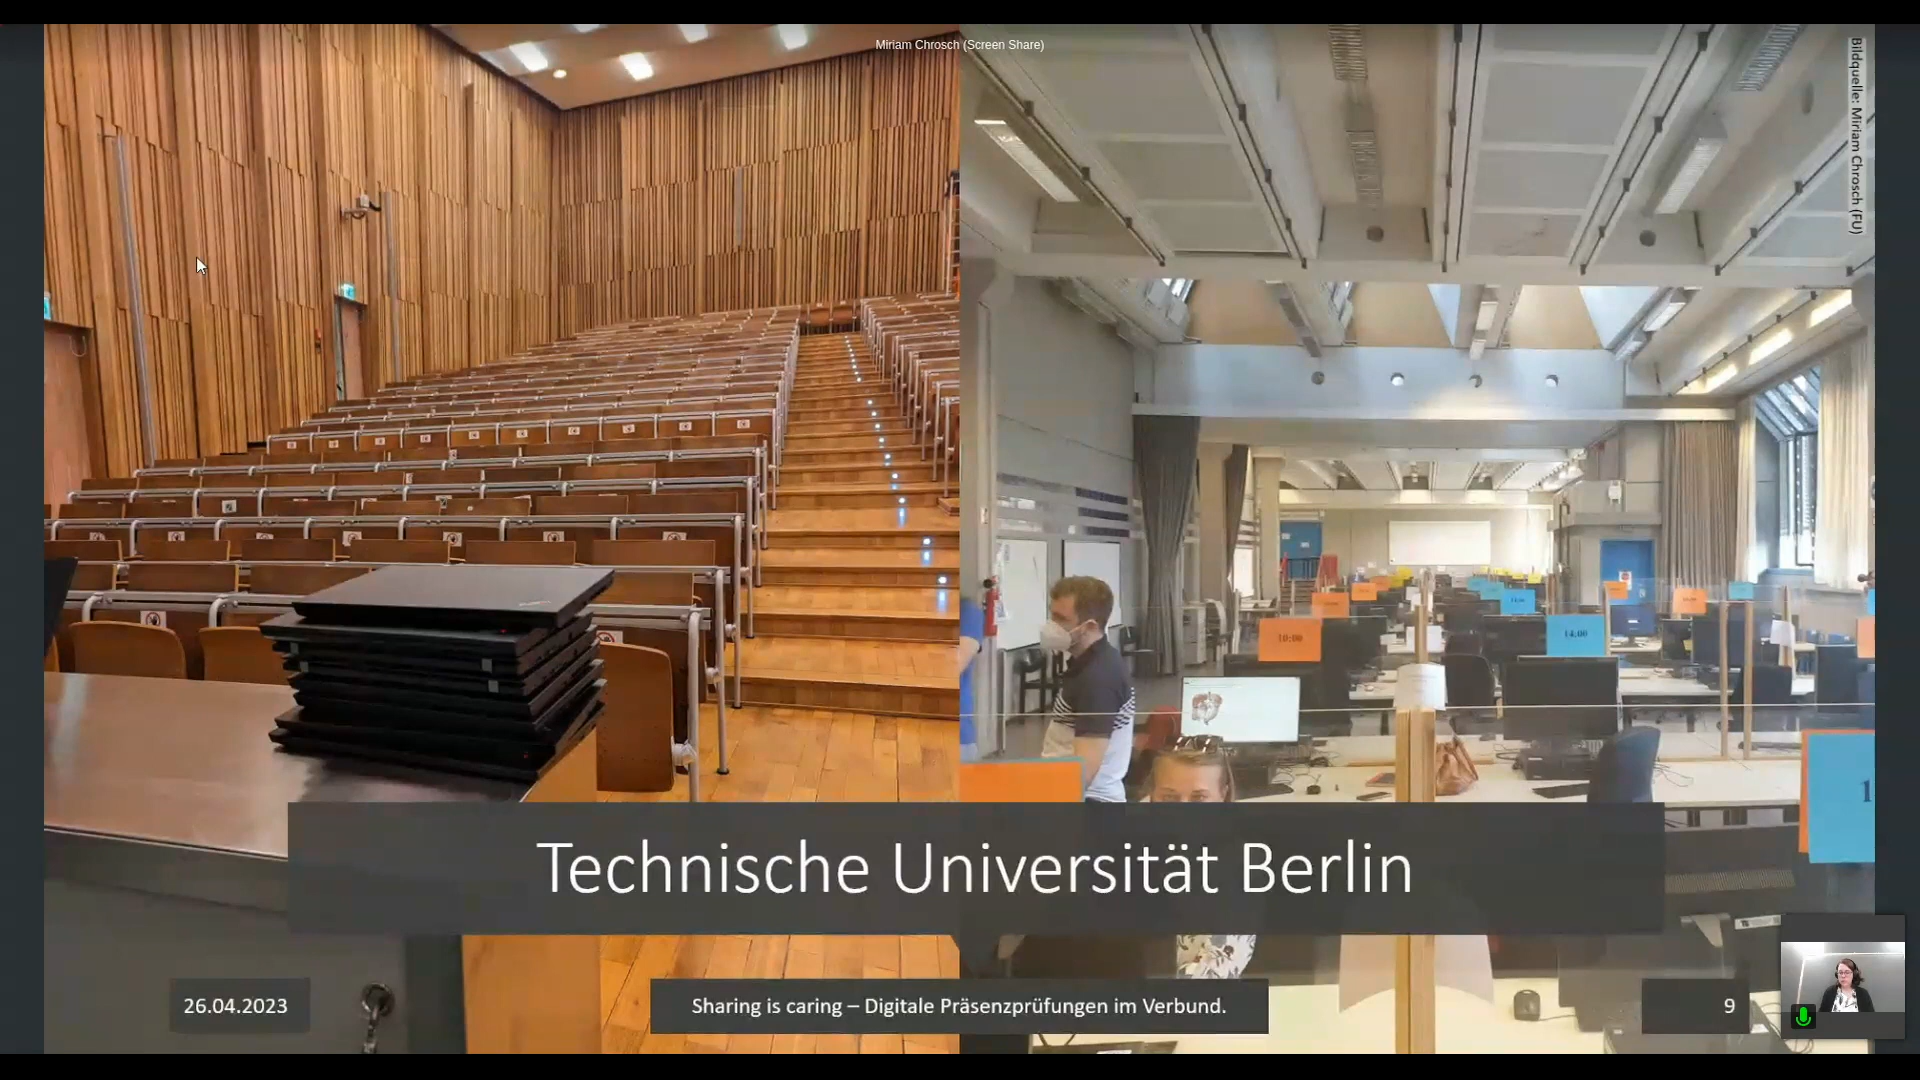 Miriam Chrosch (Screen Share)
Bildquelle: Miriam Chrosch (FU)
10:00
14:00
Technische Universität Berlin
26.04.2023
Sharing is caring – Digitale Präsenzprüfungen im Verbund.
9